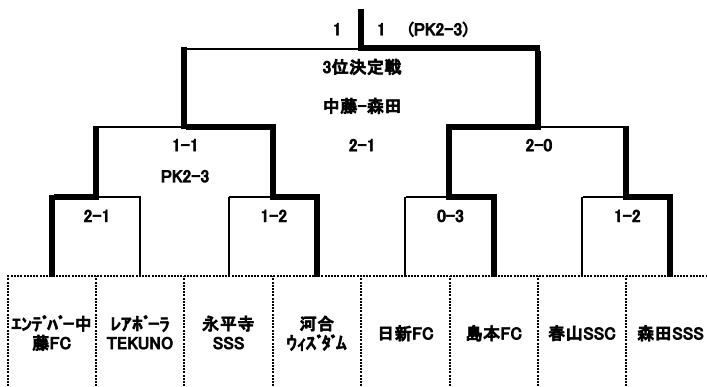 1 1 (PK2-3)
3位決定戦
中藤-森田
1-1 2-1 2-0
PK2-3
2-1 1-2 0-3 1-2
エンデバー中
藤FC
レアボーラ
TEKUNO
永平寺
SSS
河合
ウィズダム
日新FC
島本FC
春山SSC
森田SSS